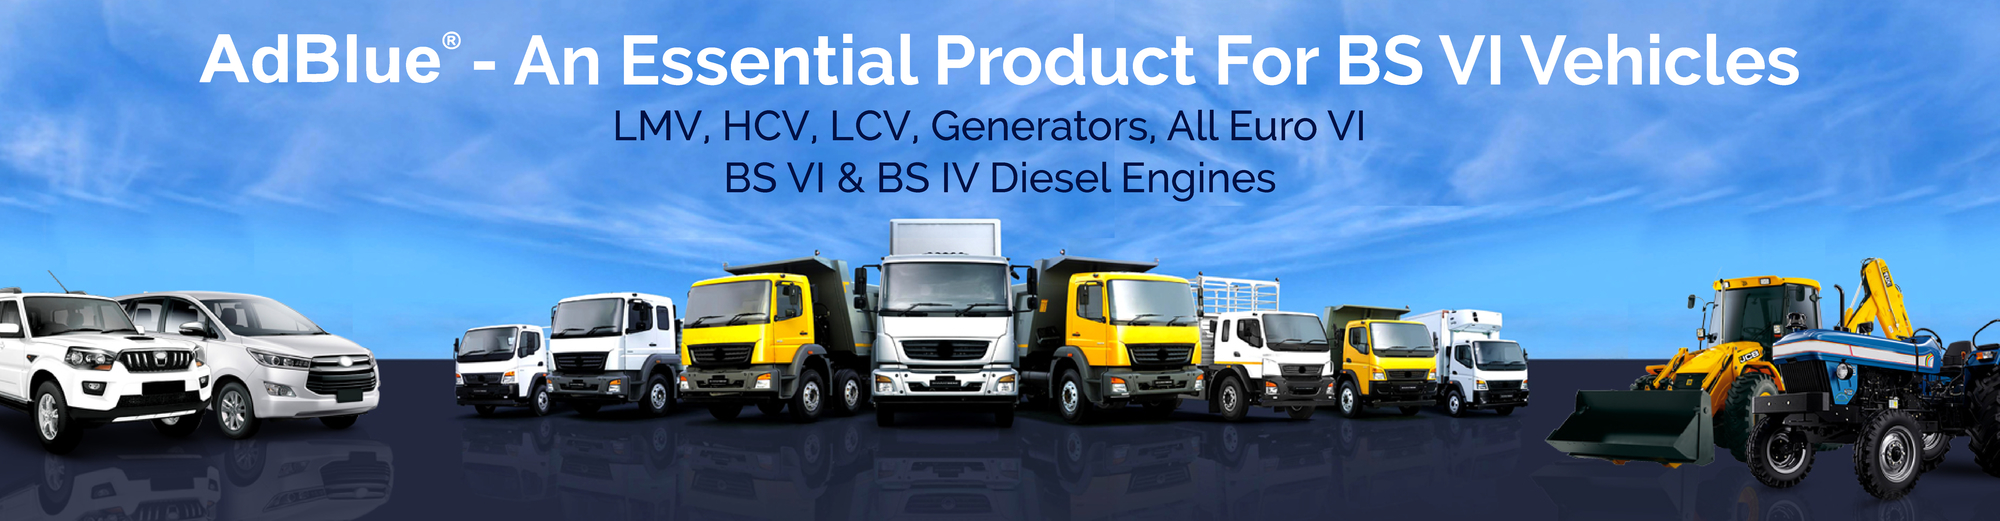 AdBlue® - An Essential Product For BS VI Vehicles
LMV, HCV, LCV, Generators, All Euro VI
BS VI & BS IV Diesel Engines
JCB